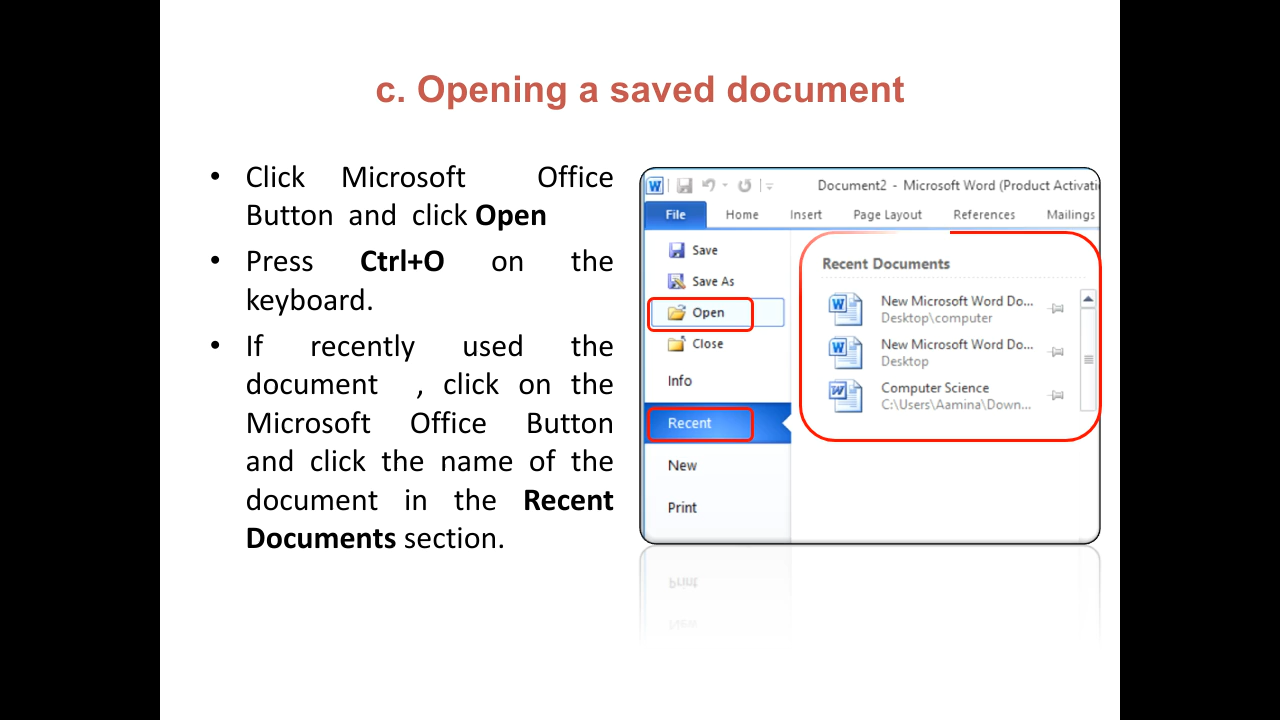 c. Opening a saved document
• Click Microsoft Office
Button and click Open
• Press Ctrl+O on the
keyboard.
• If recently used the
document , click on the
Microsoft Office Button
and click the name of the
document in the Recent
Documents section.
Document2 - Microsoft Word (Product Activati
File Home Insert Page Layout References Mailings
Save
Save As
Open
Close
Info
Recent
New
Print
Recent Documents
New Microsoft Word Do...
Desktop\computer
New Microsoft Word Do...
Desktop
Computer Science
C:\Users\Aamina\Down...